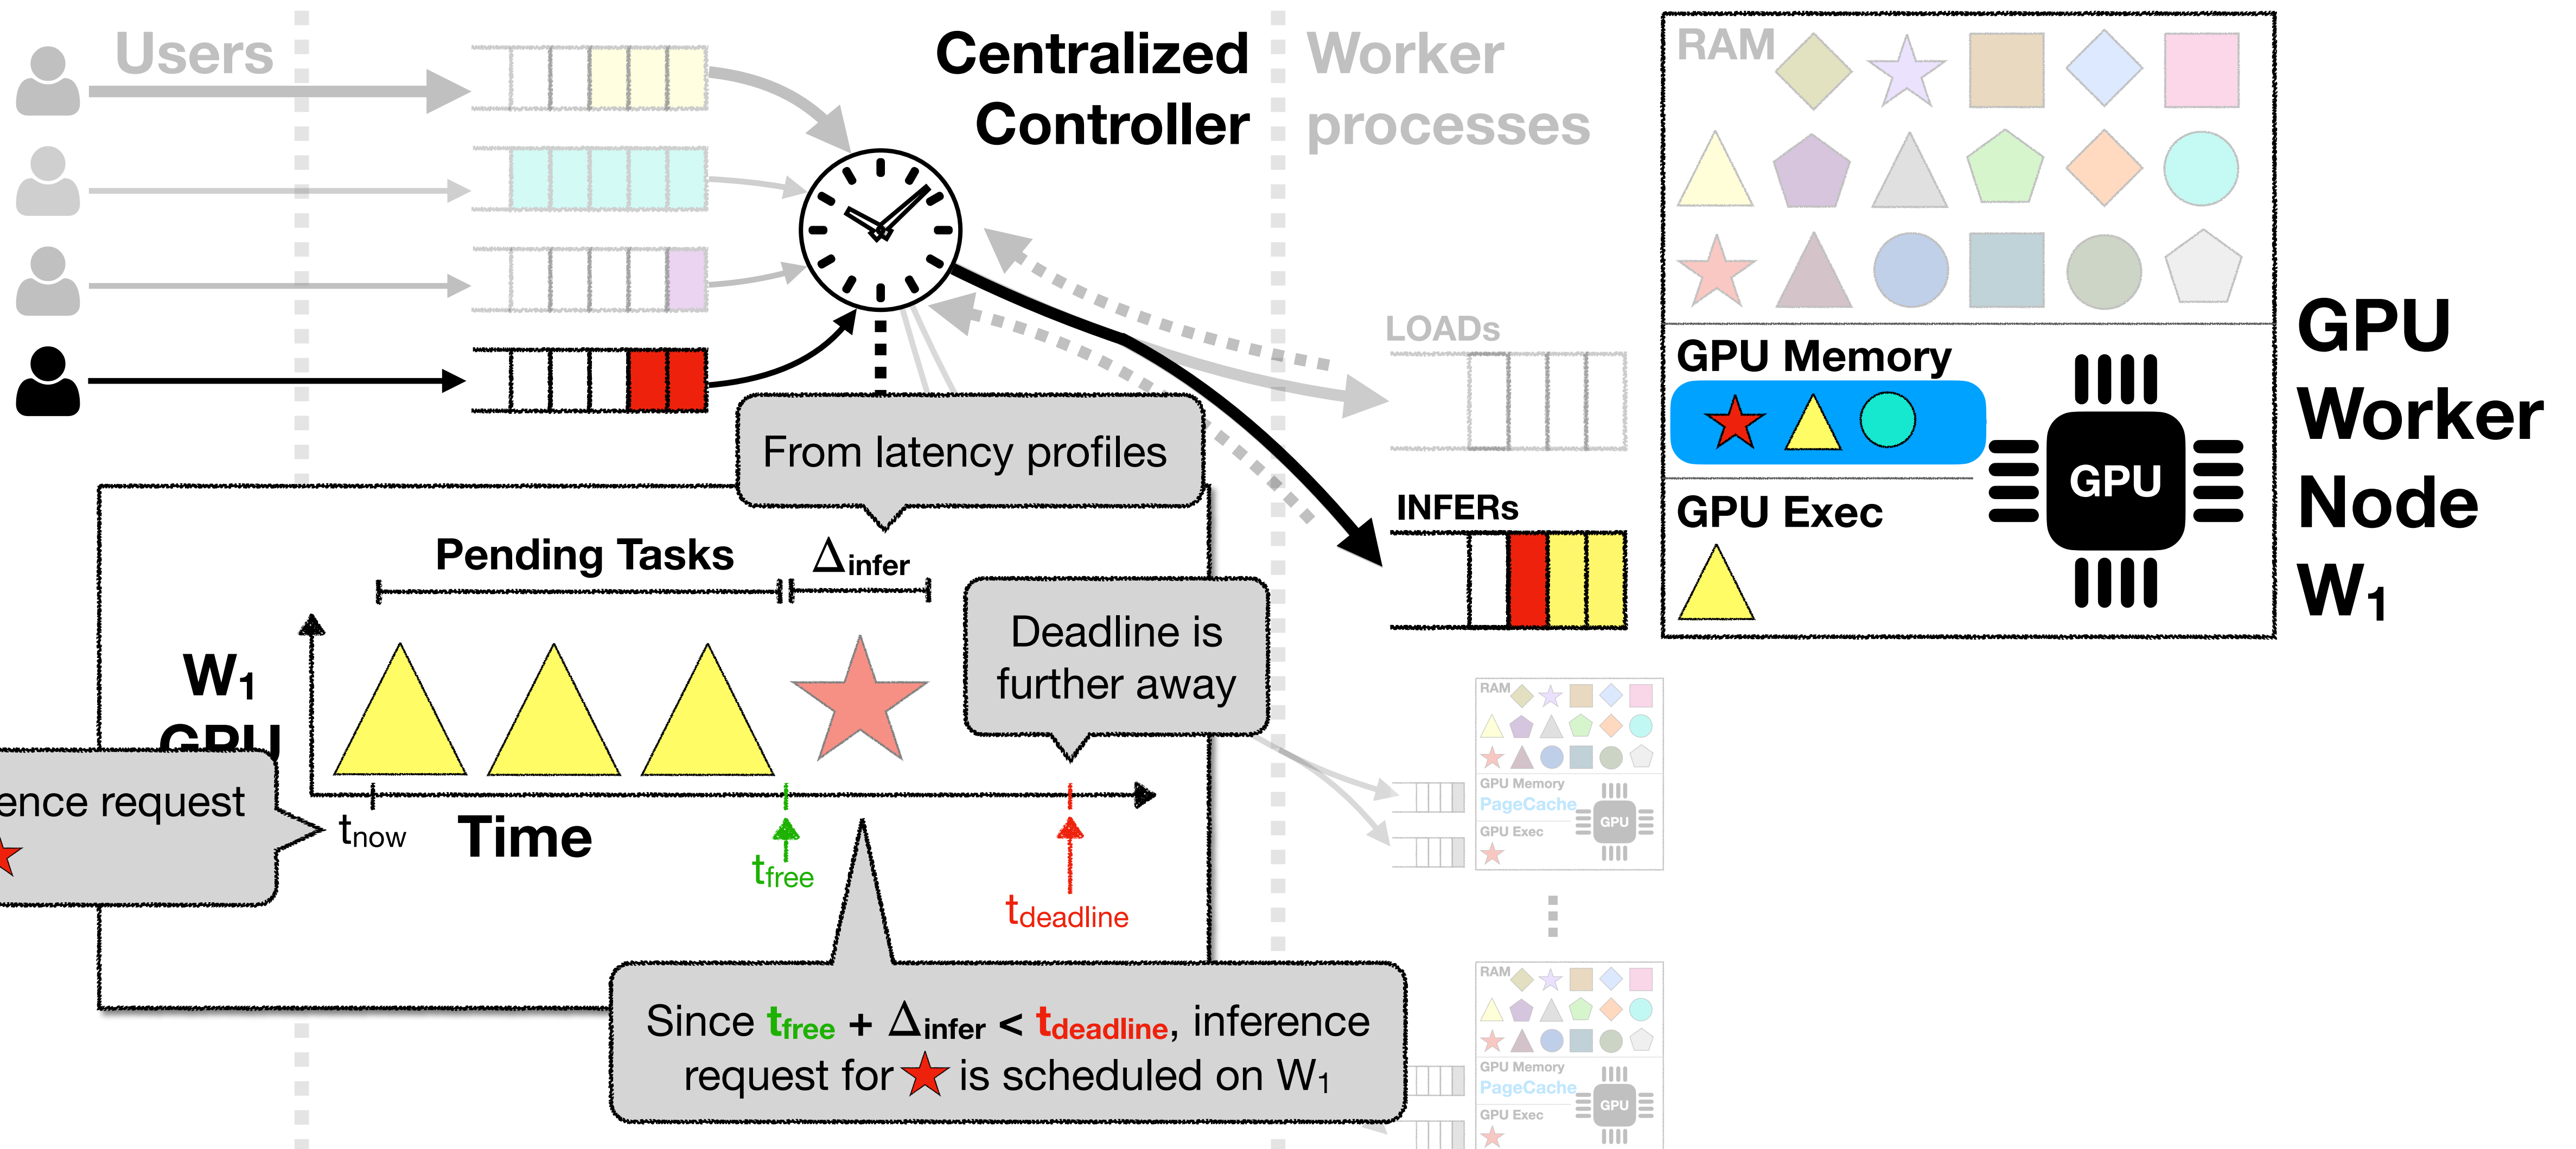 Users
Centralized
Controller
Worker
processes
RAM
LOADs
GPU Memory
GPU
GPU Exec
GPU
Worker
Node
W1
INFERs
From latency profiles
Pending Tasks
Δinfer
Deadline is
further away
W1
GPU
ence request
tnow
Time
tfree
tdeadline
Since tfree + Δinfer < tdeadline, inference
request for is scheduled on W1
RAM
GPU Memory
PageCache
GPU
GPU Exec
RAM
GPU Memory
PageCache
GPU
GPU Exec